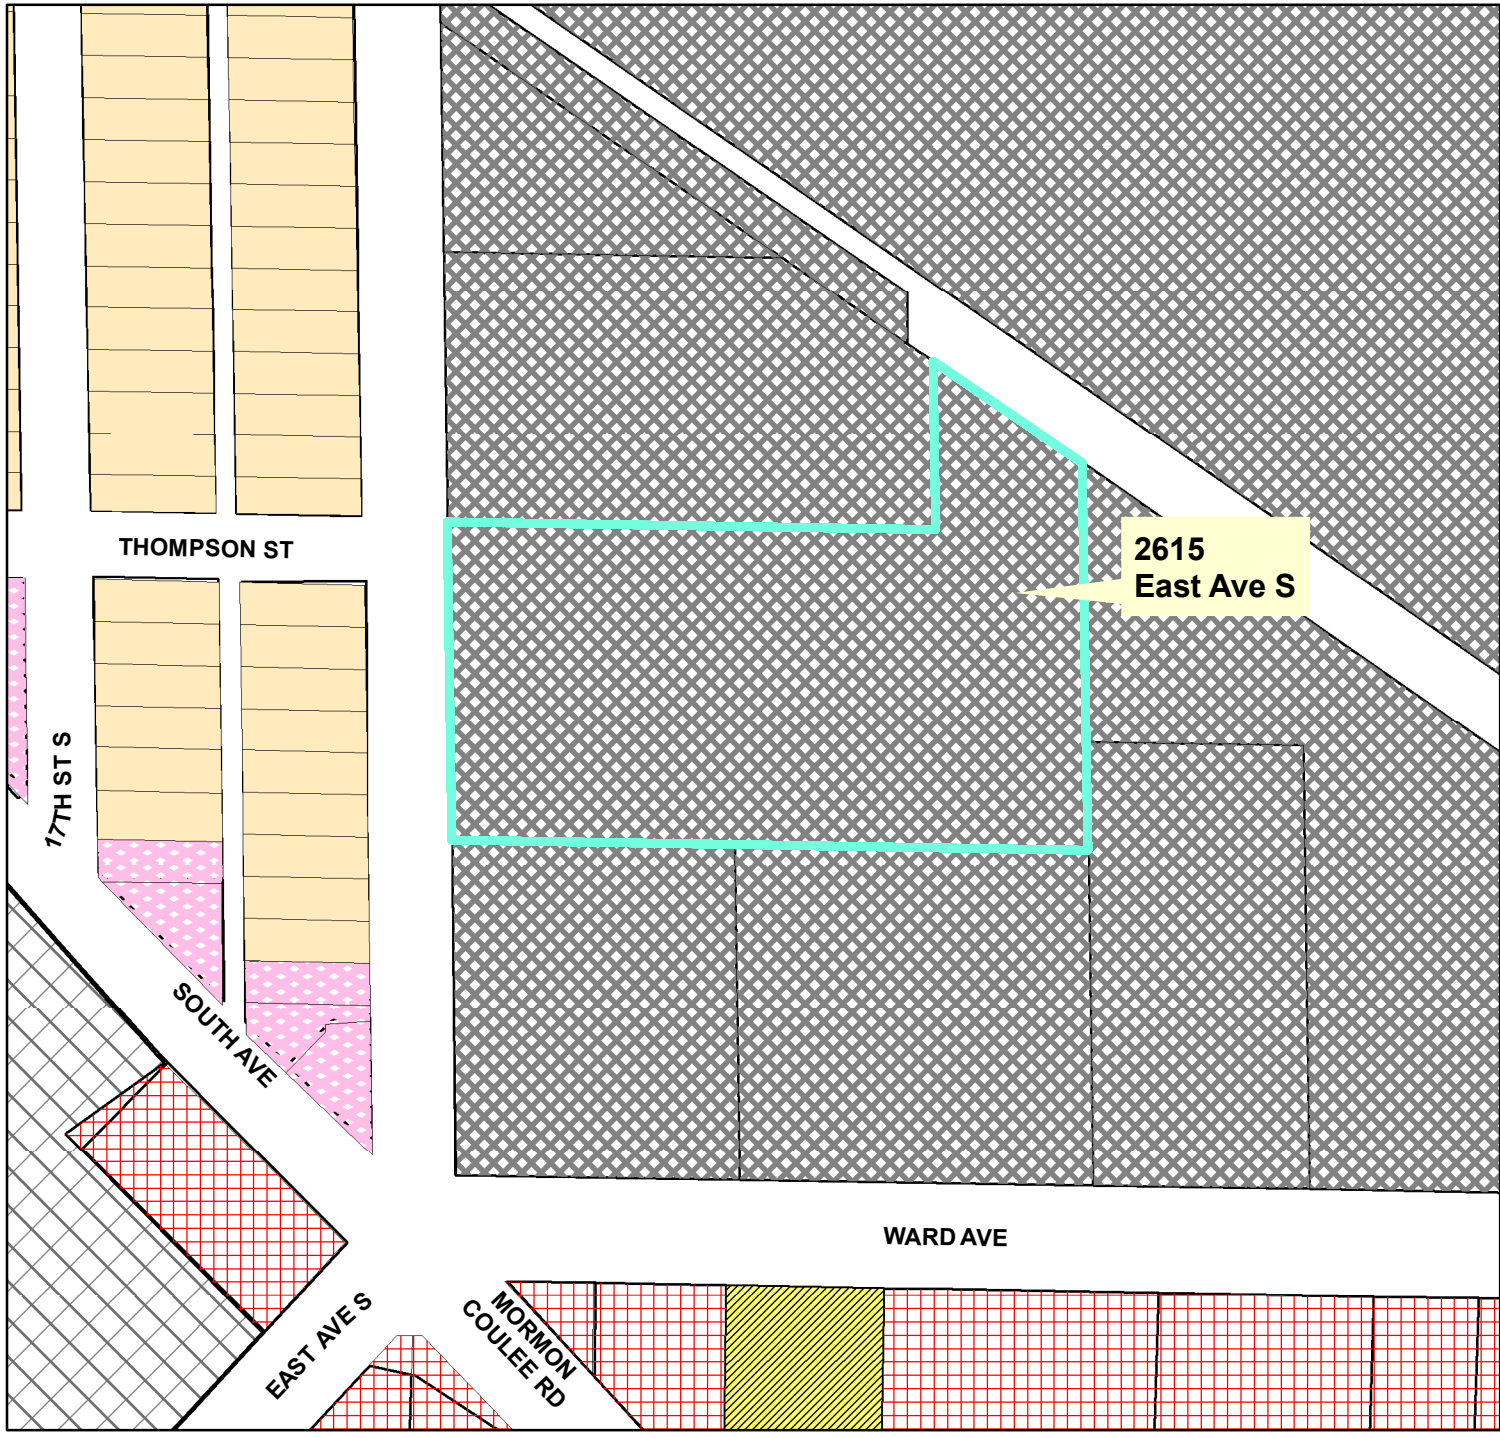 THOMPSON ST
2615
East Ave S
17TH ST S
SOUTH AVE
WARD AVE
EAST AVE S
MORMON
COULEE RD